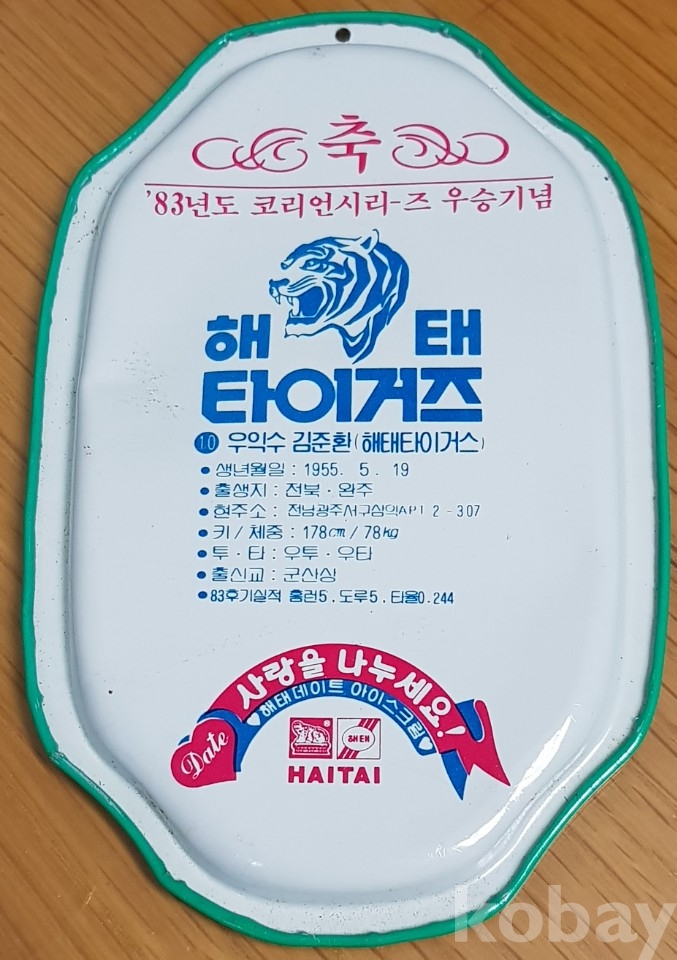 축
'83년도 코리언시리-즈 우승기념
해 태
타이거즈
10 우익수 김준환(해태타이거스)
• 생년월일 : 1955. 5. 19
• 출생지 : 전북·완주
• 현주소 : 전남광주서구심익APT 2-307
• 키/체중 : 178cm/78kg
• 투·타 : 우투·우타
• 출신교 : 군산상
• 83후기실적 홈런5. 도루5. 타율0.244
사랑을 나누세요!
♥해태데이트 아이스크림♥
Date
해태
HAITAI
kobay